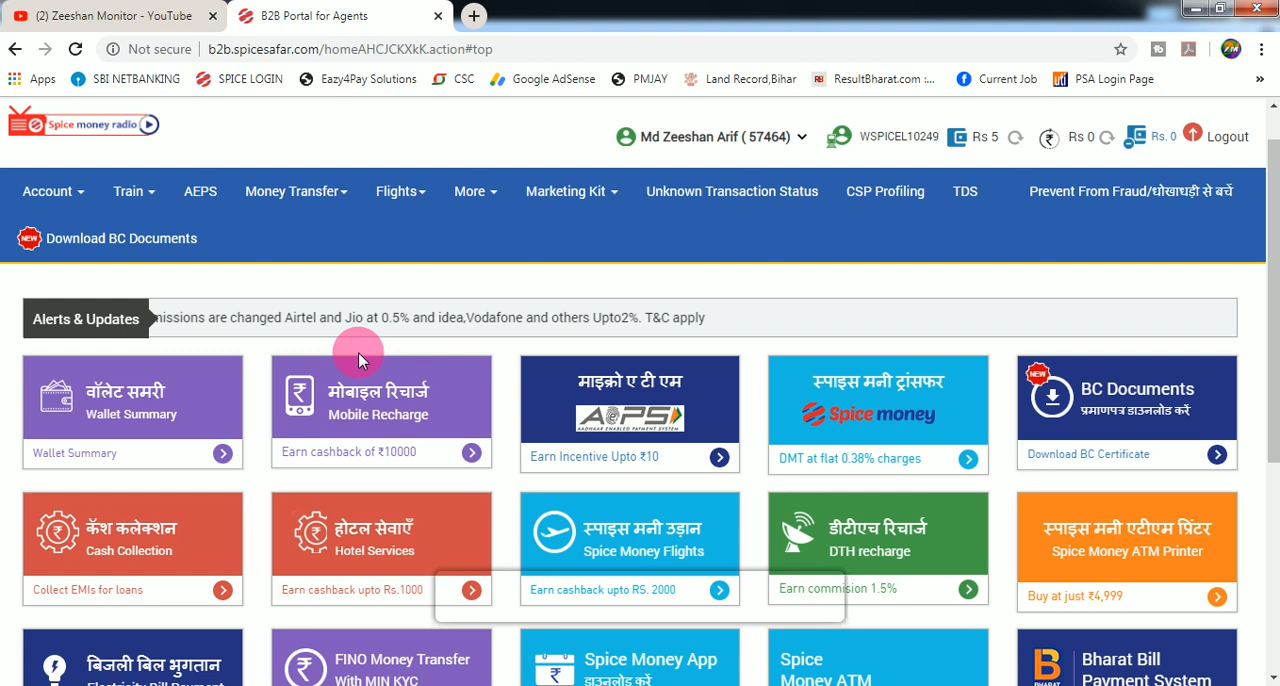 (2) Zeeshan Monitor - YouTube
B2B Portal for Agents
Not secure
b2b.spicesafar.com/homeAHCJCKXkK.action#top
Apps
SBI NETBANKING
SPICE LOGIN
Eazy4Pay Solutions
CSC
Google AdSense
PMJAY
Land Record,Bihar
ResultBharat.com :...
Current Job
PSA Login Page
Spice money radio
Md Zeeshan Arif ( 57464)
WSPICEL10249
Rs 5
Rs 0
Rs. 0
Logout
Account
Train
AEPS
Money Transfer
Flights
More
Marketing Kit
Unknown Transaction Status
CSP Profiling
TDS
Prevent From Fraud/धोखाधड़ी से बचें
NEW Download BC Documents
Alerts & Updates
missions are changed Airtel and Jio at 0.5% and idea,Vodafone and others Upto2%. T&C apply
वॉलेट समरी
Wallet Summary
Wallet Summary
मोबाइल रिचार्ज
Mobile Recharge
Earn cashback of ₹10000
माइक्रो ए टी एम
AePS
AADHAAR ENABLED PAYMENT SYSTEM
Earn Incentive Upto ₹10
स्पाइस मनी ट्रांसफर
Spice money
DMT at flat 0.38% charges
NEW
BC Documents
प्रमाणपत्र डाउनलोड करें
Download BC Certificate
कॅश कलेक्शन
Cash Collection
Collect EMIs for loans
होटल सेवाएँ
Hotel Services
Earn cashback upto Rs.1000
स्पाइस मनी उड़ान
Spice Money Flights
Earn cashback upto RS. 2000
डीटीएच रिचार्ज
DTH recharge
Earn commision 1.5%
स्पाइस मनी एटीएम प्रिंटर
Spice Money ATM Printer
Buy at just ₹4,999
बिजली बिल भुगतान
Electricity Bill Payment
FINO Money Transfer
With MIN KYC
Spice Money App
डाउनलोड करें
Spice
Money ATM
Bharat Bill
Payment System
BHARAT